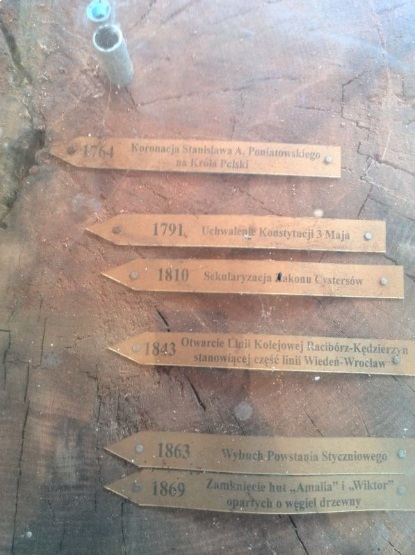 1764 Koronacja Stanisława A. Poniatowskiego
na Króla Polski
1791 Uchwalenie Konstytucji 3 Maja
1810 Sekularyzacja Zakonu Cystersów
1843 Otwarcie Linii Kolejowej Racibórz-Kędzierzyn
stanowiącej część linii Wiedeń-Wrocław
1863 Wybuch Powstania Styczniowego
1869 Zamknięcie hut „Amalia” i „Wiktor”
opartych o węgiel drzewny